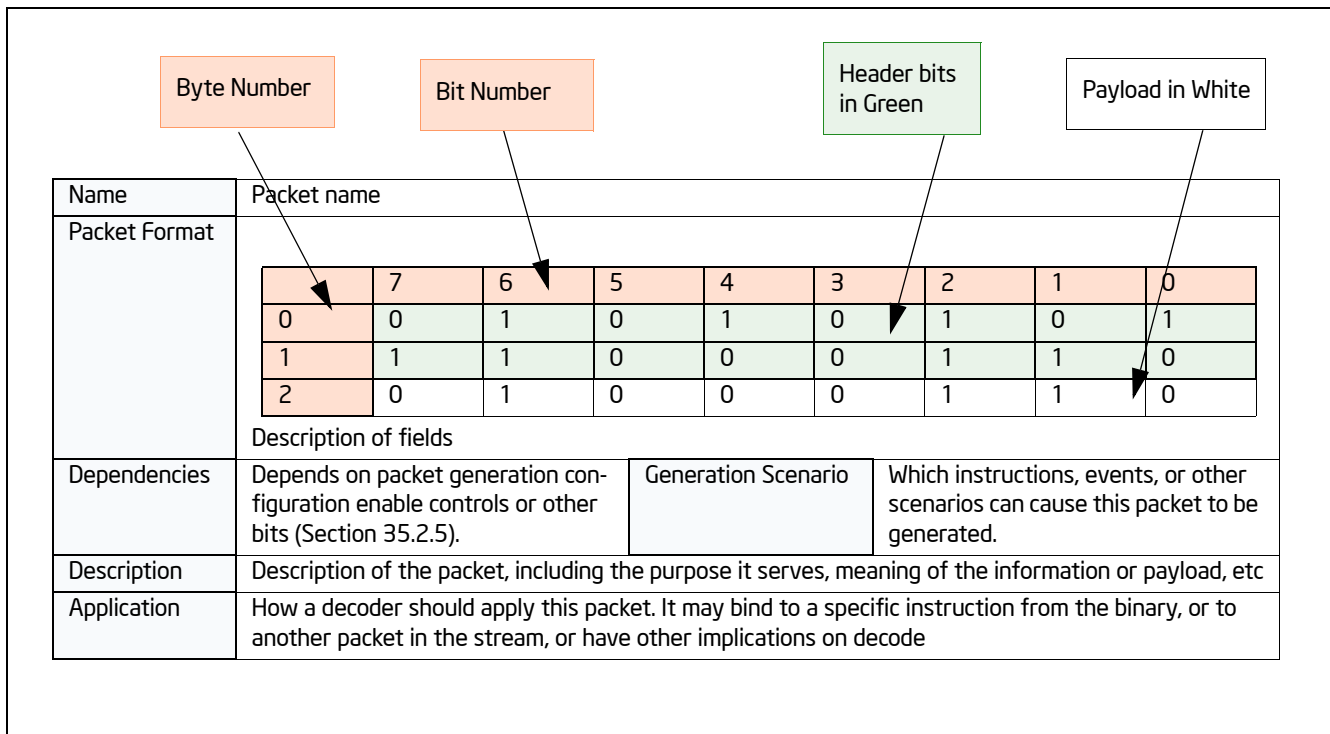 Byte Number
Bit Number
Header bits
in Green
Payload in White
Name Packet name
Packet Format
7 6 5 4 3 2 1 0
0 0 1 0 1 0 1 0 1
1 1 1 0 0 0 1 1 0
2 0 1 0 0 0 1 1 0
Description of fields
Dependencies
Depends on packet generation con-
figuration enable controls or other
bits (Section 35.2.5).
Generation Scenario
Which instructions, events, or other
scenarios can cause this packet to be
generated.
Description Description of the packet, including the purpose it serves, meaning of the information or payload, etc
Application How a decoder should apply this packet. It may bind to a specific instruction from the binary, or to
another packet in the stream, or have other implications on decode